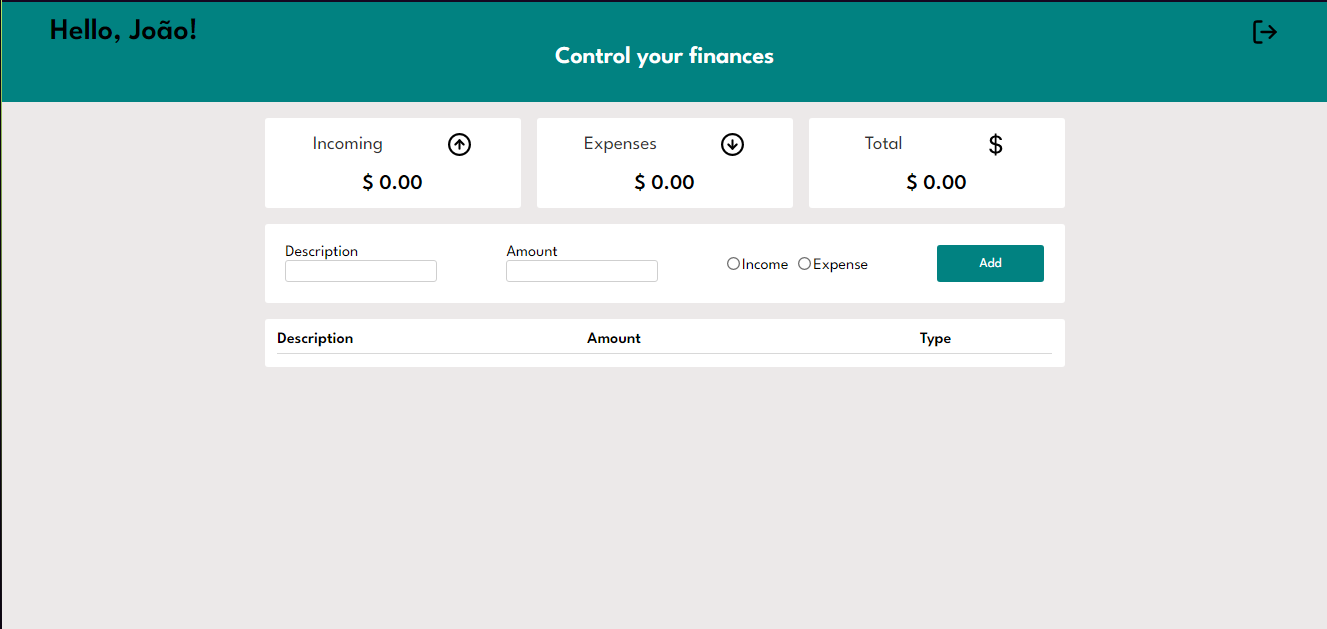 Hello, João!
Control your finances
Incoming
Expenses
Total
$
$ 0.00
$ 0.00
$ 0.00
Description
Amount
Income
Expense
Add
Description
Amount
Type